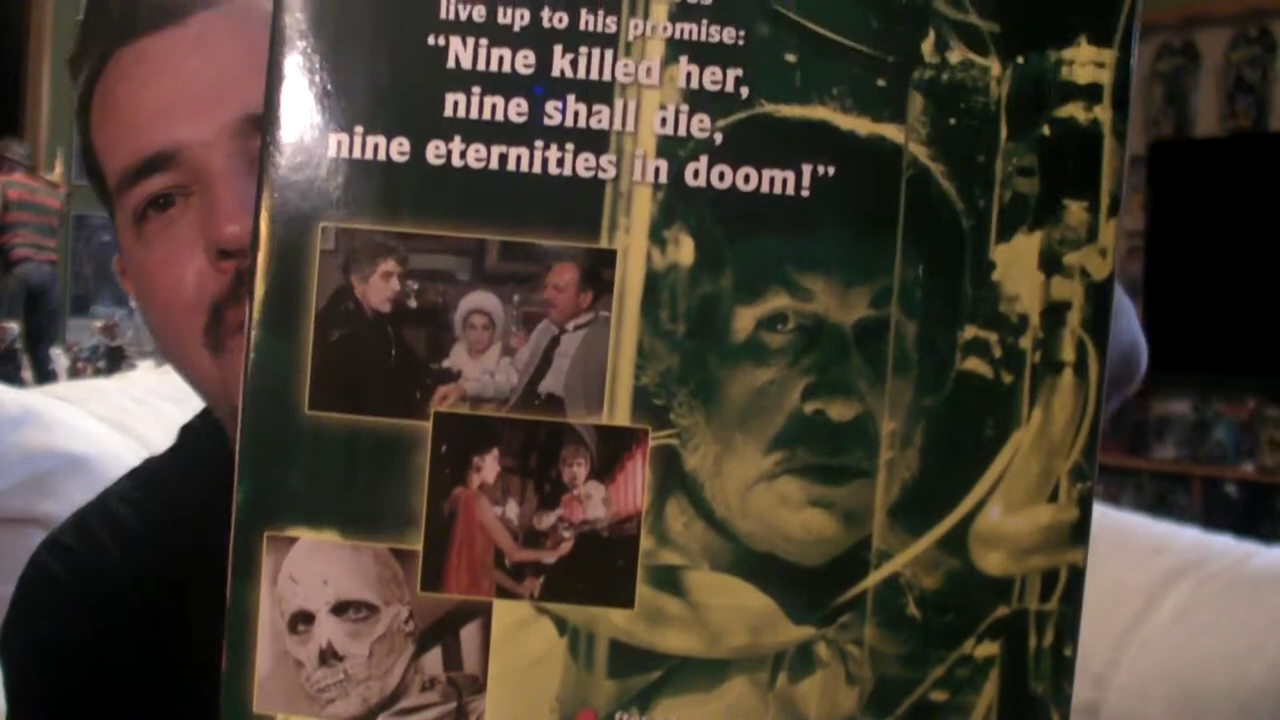 live up to his promise:
“Nine killed her,
nine shall die,
nine eternities in doom!”